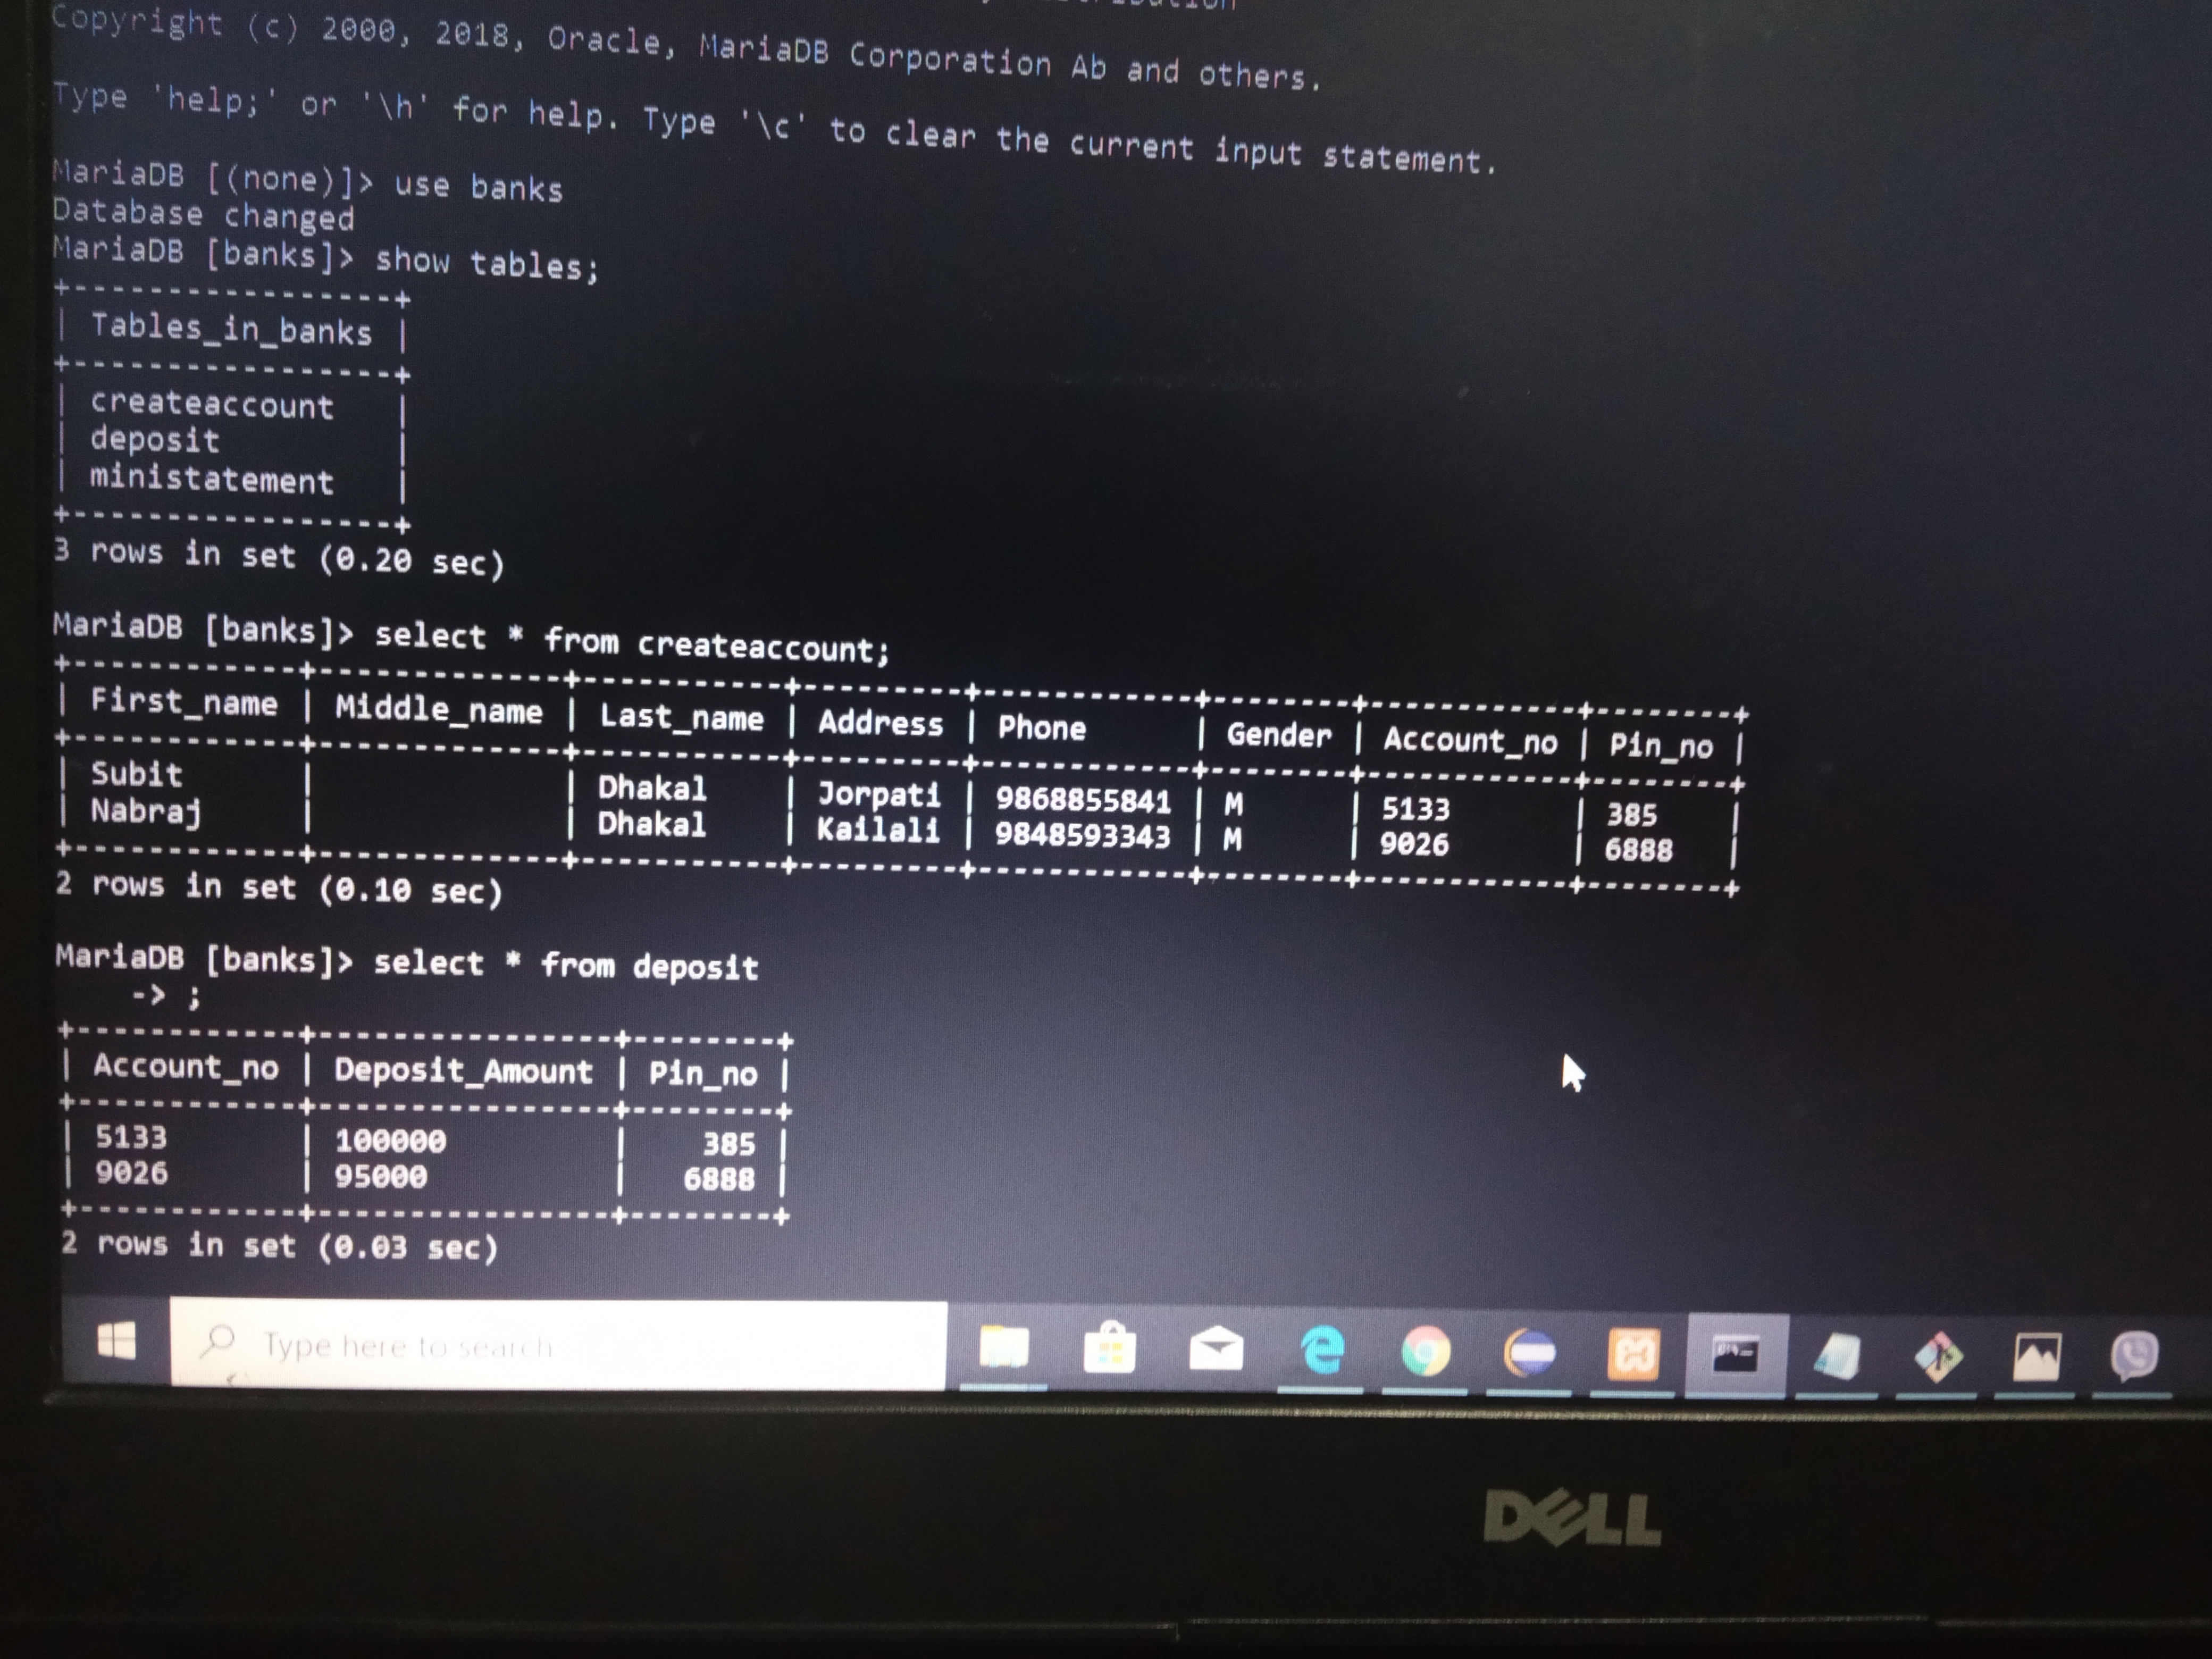 Copyright (c) 2000, 2018, Oracle, MariaDB Corporation Ab and others.
Type 'help;' or '\h' for help. Type '\c' to clear the current input statement.
MariaDB [(none)]> use banks
Database changed
MariaDB [banks]> show tables;
+-----------------+
| Tables_in_banks |
+-----------------+
| createaccount   |
| deposit         |
| ministatement   |
+-----------------+
3 rows in set (0.20 sec)
MariaDB [banks]> select * from createaccount;
+------------+-------------+-----------+---------+------------+--------+------------+--------+
| First_name | Middle_name | Last_name | Address | Phone      | Gender | Account_no | Pin_no |
+------------+-------------+-----------+---------+------------+--------+------------+--------+
| Subit      |             | Dhakal    | Jorpati | 9868855841 | M      | 5133       | 385    |
| Nabraj     |             | Dhakal    | Kailali | 9848593343 | M      | 9026       | 6888   |
+------------+-------------+-----------+---------+------------+--------+------------+--------+
2 rows in set (0.10 sec)
MariaDB [banks]> select * from deposit
    -> ;
+------------+----------------+--------+
| Account_no | Deposit_Amount | Pin_no |
+------------+----------------+--------+
| 5133       | 100000         |    385 |
| 9026       | 95000          |   6888 |
+------------+----------------+--------+
2 rows in set (0.03 sec)
Type here to search
DELL